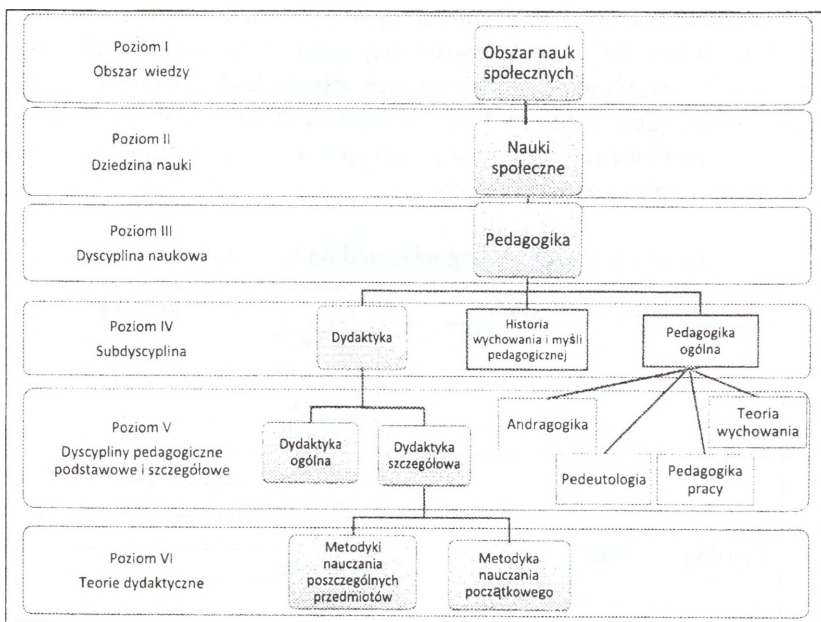 Poziom I
Obszar wiedzy
Obszar nauk
społecznych
Poziom II
Dziedzina nauki
Nauki
społeczne
Poziom III
Dyscyplina naukowa
Pedagogika
Poziom IV
Subdyscyplina
Dydaktyka
Historia
wychowania i myśli
pedagogicznej
Pedagogika
ogólna
Poziom V
Dyscypliny pedagogiczne
podstawowe i szczegółowe
Dydaktyka
ogólna
Dydaktyka
szczegółowa
Andragogika
Teoria
wychowania
Pedeutologia
Pedagogika
pracy
Poziom VI
Teorie dydaktyczne
Metodyki
nauczania
poszczególnych
przedmiotów
Metodyka
nauczania
początkowego